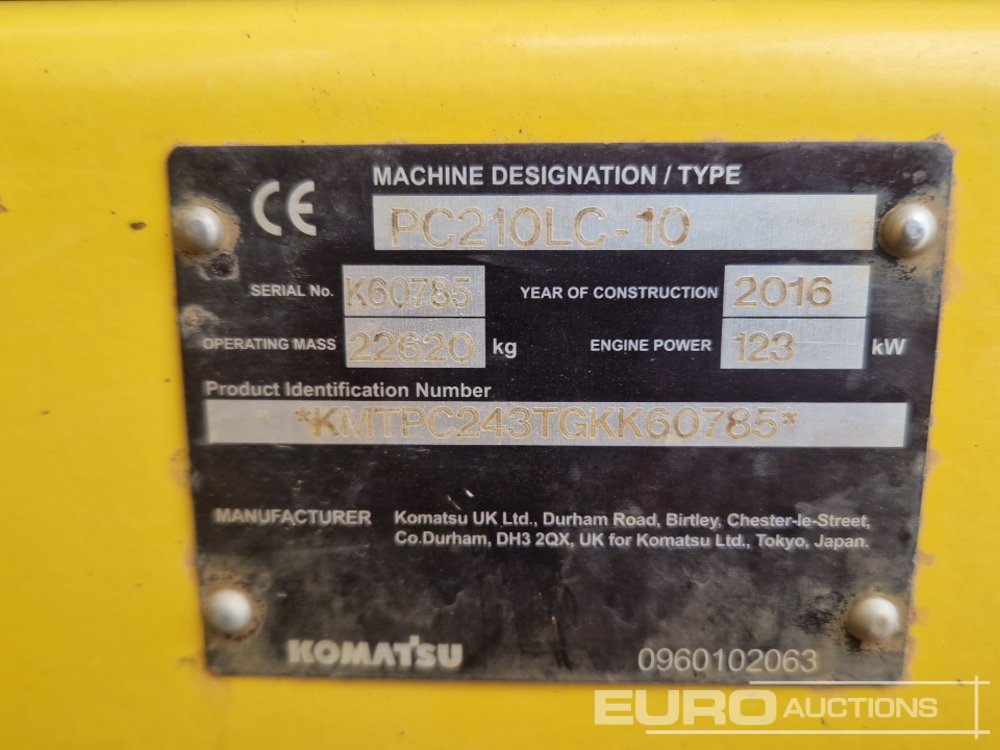 CE
MACHINE DESIGNATION / TYPE
PC210LC-10
SERIAL No. K60785 YEAR OF CONSTRUCTION 2016
OPERATING MASS 22620 kg ENGINE POWER 123 kW
Product Identification Number
*KMTPC243TGKK60785*
MANUFACTURER Komatsu UK Ltd., Durham Road, Birtley, Chester-le-Street,
Co.Durham, DH3 2QX, UK for Komatsu Ltd., Tokyo, Japan.
KOMATSU 0960102063
EURO AUCTIONS